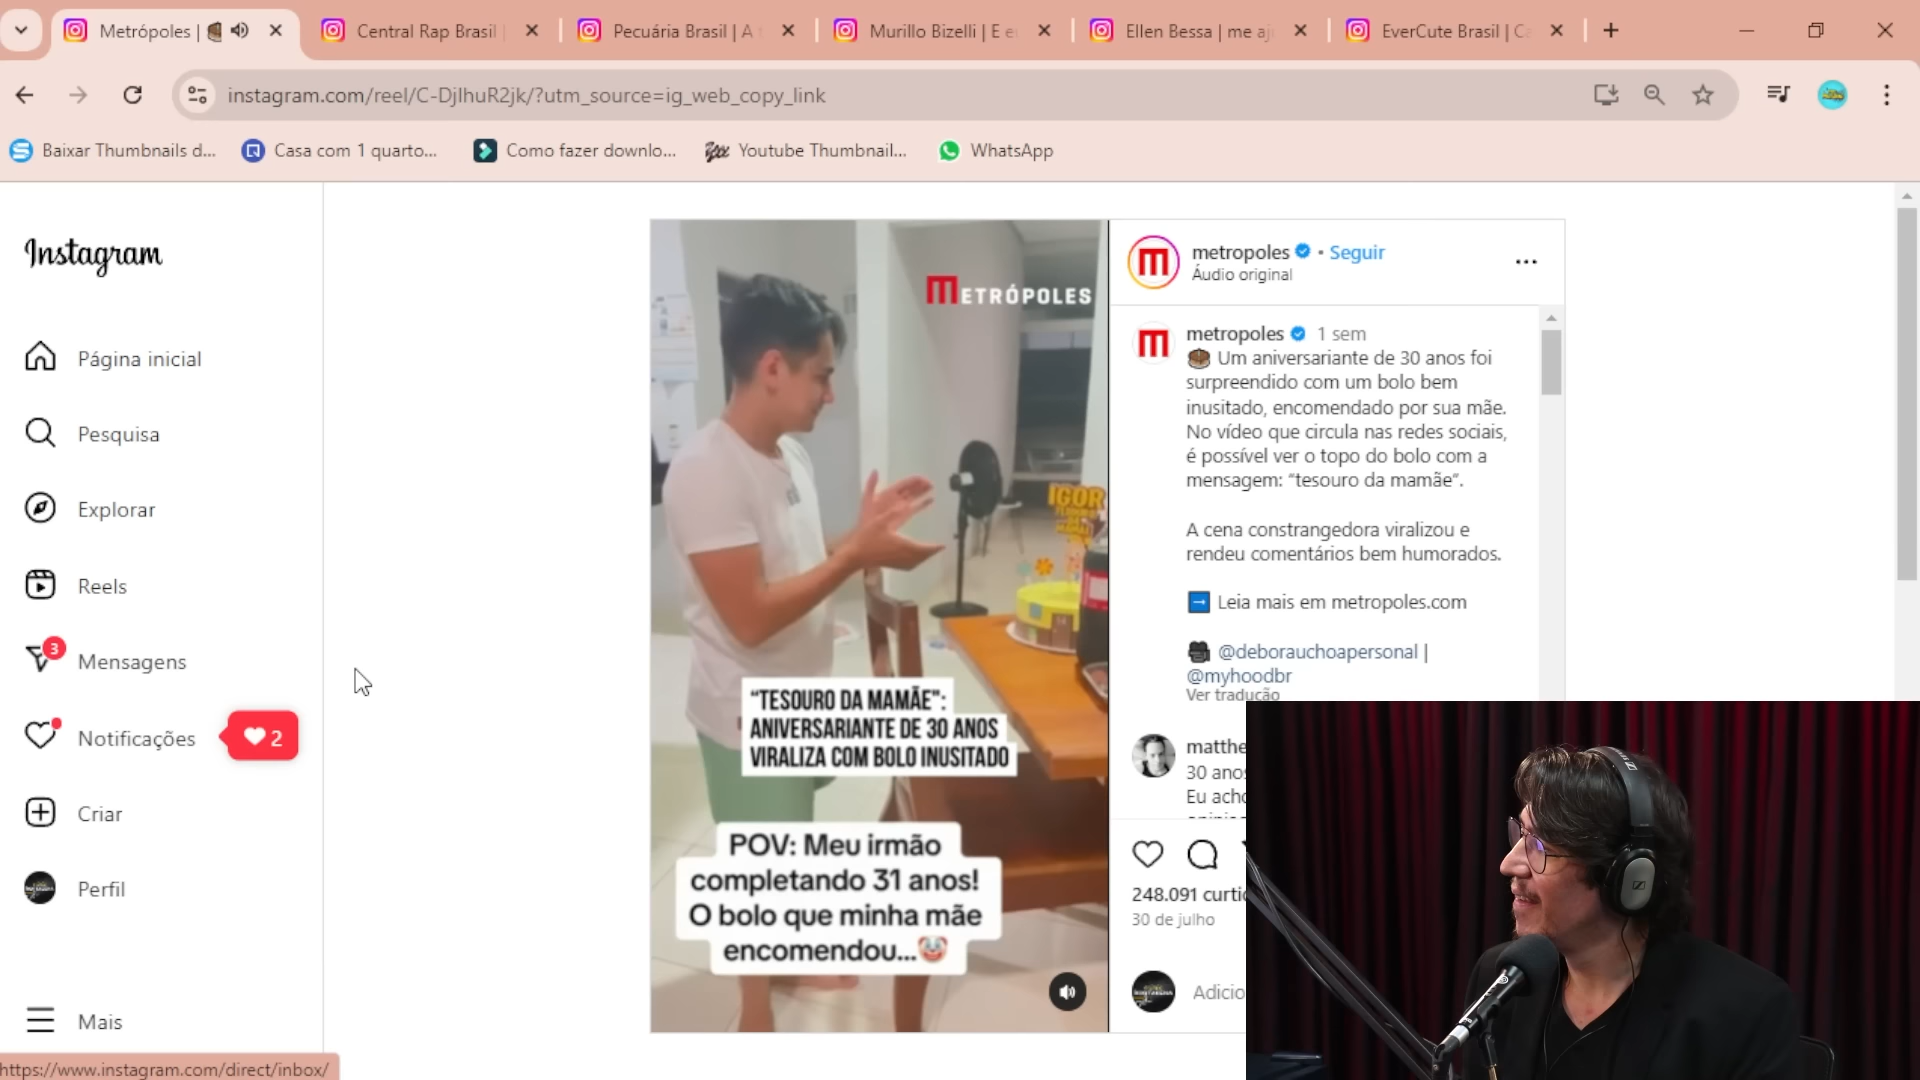 Metrópoles |
Central Rap Brasil
Pecuária Brasil | A
Murillo Bizelli | E
Ellen Bessa | me aj
EverCute Brasil |
instagram.com/reel/C-DjlhuR2jk/?utm_source=ig_web_copy_link
Baixar Thumbnails d...
Casa com 1 quarto...
Como fazer downlo...
Youtube Thumbnail...
WhatsApp
Instagram
Página inicial
Pesquisa
Explorar
Reels
3
Mensagens
Notificações
2
Criar
Perfil
Mais
https://www.instagram.com/direct/inbox/
METRÓPOLES
IGOR
"TESOURO DA MAMÃE":
ANIVERSARIANTE DE 30 ANOS
VIRALIZA COM BOLO INUSITADO
POV: Meu irmão
completando 31 anos!
O bolo que minha mãe
encomendou...🤡
metropoles • Seguir
Áudio original
metropoles 1 sem
🎂 Um aniversariante de 30 anos foi
surpreendido com um bolo bem
inusitado, encomendado por sua mãe.
No vídeo que circula nas redes sociais,
é possível ver o topo do bolo com a
mensagem: “tesouro da mamãe”.
A cena constrangedora viralizou e
rendeu comentários bem humorados.
➡️ Leia mais em metropoles.com
🎥 @deborauchoapersonal |
@myhoodbr
Ver tradução
matthe
30 anos
Eu acho
248.091 curti
30 de julho
Adicio